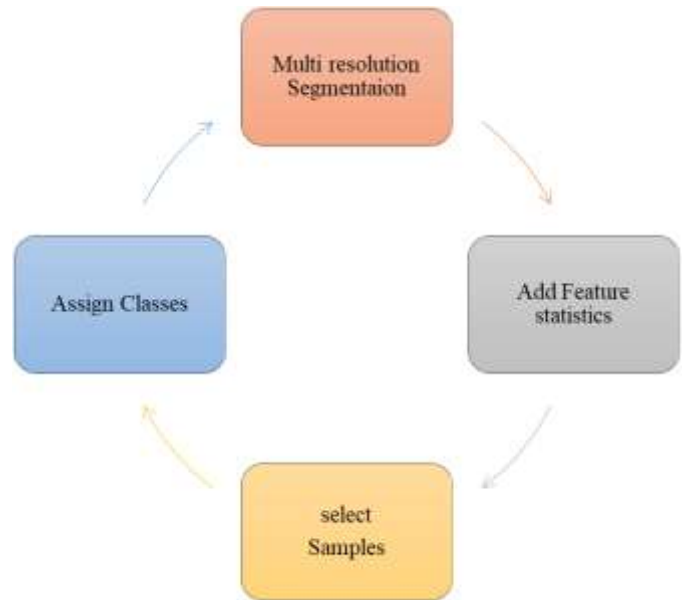 Multi resolution
Segmentaion
Add Feature
statistics
select
Samples
Assign Classes